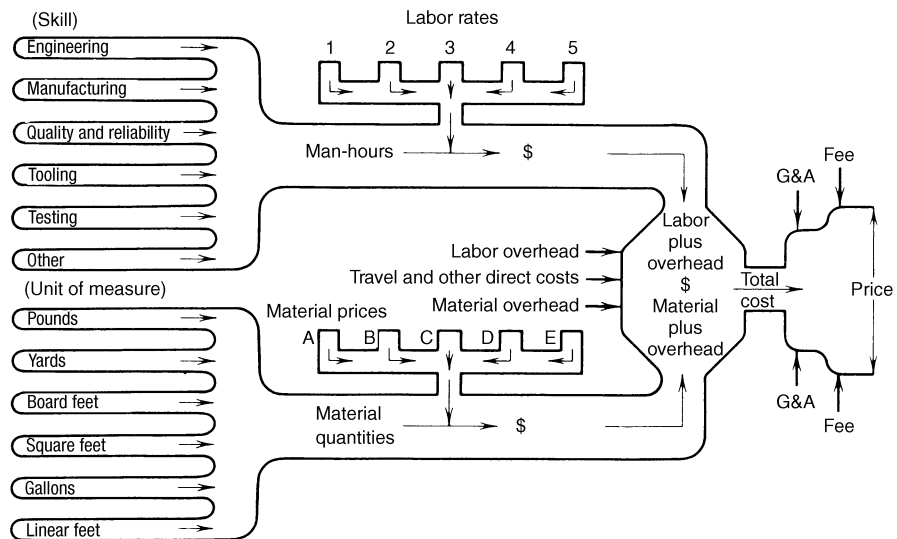 (Skill)
Engineering
Manufacturing
Quality and reliability
Tooling
Testing
Other
(Unit of measure)
Pounds
Yards
Board feet
Square feet
Gallons
Linear feet
Labor rates
1 2 3 4 5
Man-hours
$
Labor overhead
Travel and other direct costs
Material overhead
Material prices
A B C D E
Material
quantities
$
Labor
plus
overhead
$
Material
plus
overhead
Total
cost
G&A
Fee
Price
G&A
Fee